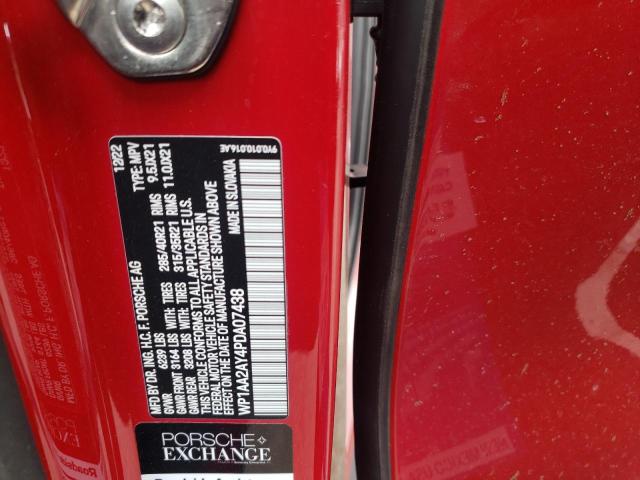 MFD BY DR. ING. H.C. F. PORSCHE AG 12/22
GVWR 6239 LBS TYPE: MPV
GAWR FRONT 3164 LBS WITH: TIRES 285/40R21 RIMS 9.5JX21
GAWR REAR 3208 LBS WITH: TIRES 315/35R21 RIMS 11.0JX21
THIS VEHICLE CONFORMS TO ALL APPLICABLE U.S.
FEDERAL MOTOR VEHICLE SAFETY STANDARDS IN
EFFECT ON THE DATE OF MANUFACTURE SHOWN ABOVE
WP1AA2AY4PDA07438 MADE IN SLOVAKIA
9Y0.010.016.AE
PORSCHE
EXCHANGE